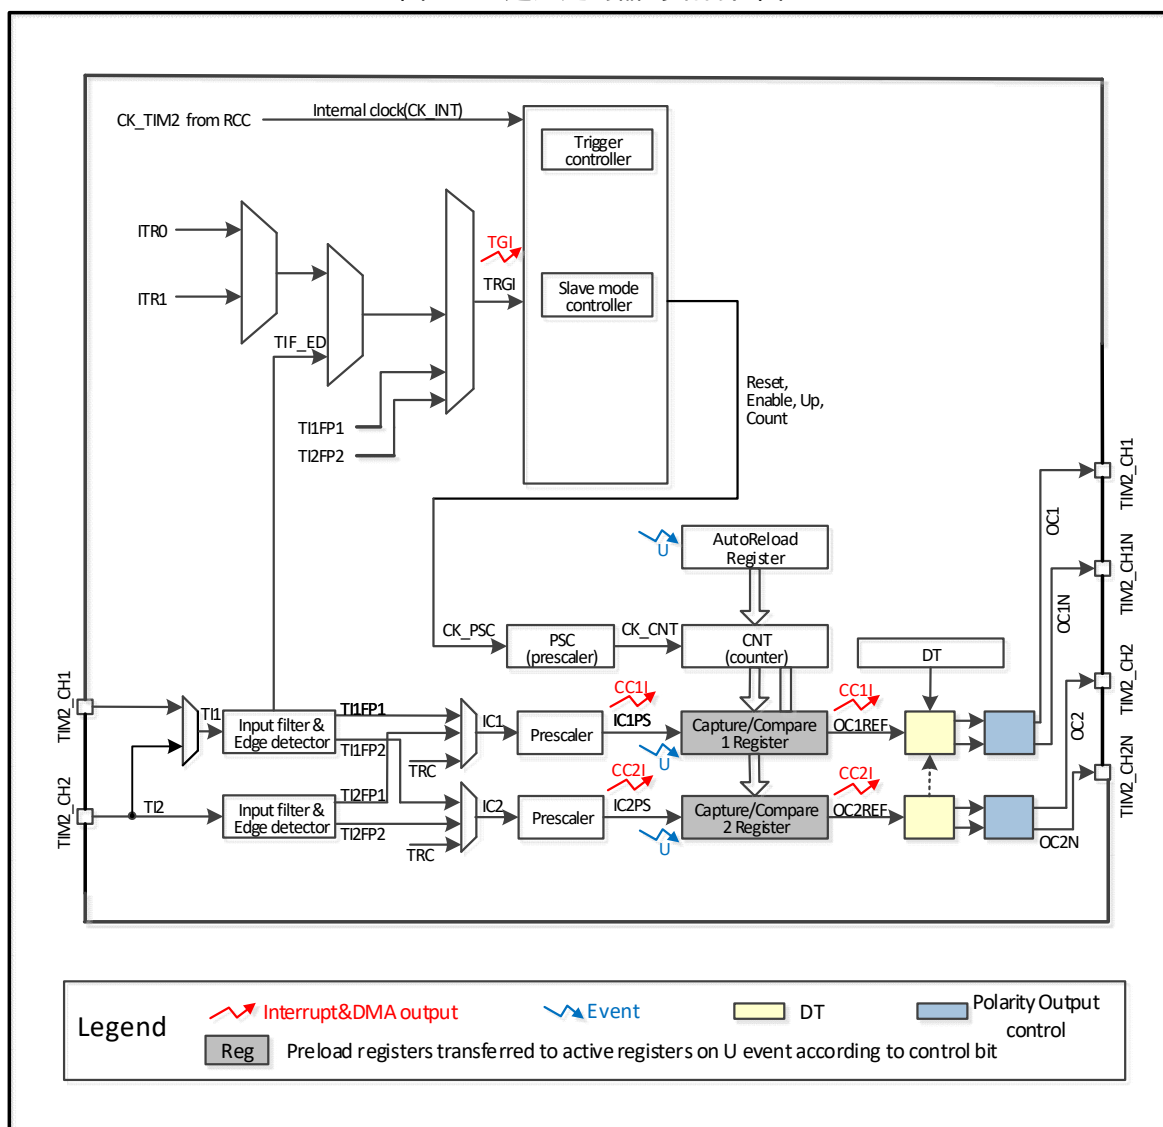 CK_TIM2 from RCC
Internal clock(CK_INT)
Trigger
controller
ITR0
ITR1
TGI
TRGI
Slave mode
controller
TIF_ED
TI1FP1
TI2FP2
Reset,
Enable, Up,
Count
U
AutoReload
Register
CK_PSC
PSC
(prescaler)
CK_CNT
CNT
(counter)
DT
OC1
TIM2_CH1
OC1N
TIM2_CH1N
OC2
TIM2_CH2
OC2N
TIM2_CH2N
TIM2_CH1
TI1
Input filter &
Edge detector
TI1FP1
TI1FP2
TRC
IC1
Prescaler
CC1I
IC1PS
U
Capture/Compare
1 Register
CC1I
OC1REF
TIM2_CH2
TI2
Input filter &
Edge detector
TI2FP1
TI2FP2
TRC
IC2
Prescaler
CC2I
IC2PS
U
Capture/Compare
2 Register
CC2I
OC2REF
Legend
Interrupt&DMA output
Event
DT
Polarity Output
control
Reg
Preload registers transferred to active registers on U event according to control bit